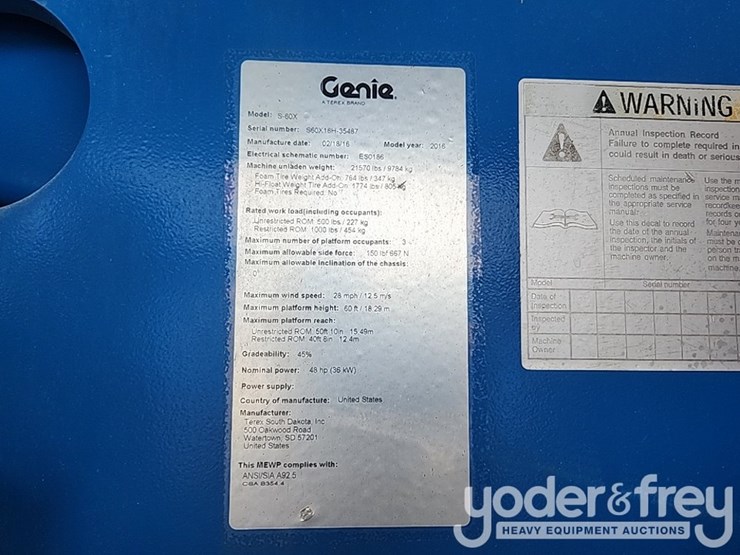 Genie.
A TEREX BRAND
Model: S-60X
Serial number: S60X16H-35487
Manufacture date: 02/18/16 Model year: 2016
Electrical schematic number: ES0186
Machine unladen weight: 21570 lbs / 9784 kg
Foam Tire Weight Add-On: 764 lbs / 347 kg
Hi-Float Weight Tire Add-On: 1774 lbs / 805 kg
Foam Tires Required: No
Rated work load(including occupants):
Unrestricted ROM: 500 lbs / 227 kg
Restricted ROM: 1000 lbs / 454 kg
Maximum number of platform occupants: 3
Maximum allowable side force: 150 lbf 667 N
Maximum allowable inclination of the chassis:
0°
Maximum wind speed: 28 mph / 12.5 m/s
Maximum platform height: 60 ft / 18.29 m
Maximum platform reach:
Unrestricted ROM: 50ft 10in 15.49m
Restricted ROM: 40ft 8in 12.4m
Gradeability: 45%
Nominal power: 48 hp (36 kW)
Power supply:
Country of manufacture: United States
Manufacturer:
Terex South Dakota, Inc
500 Oakwood Road
Watertown, SD 57201
United States
This MEWP complies with:
ANSI/SIA A92.5
CSA B354.4
WARNING
Annual Inspection Record
Failure to complete required in
could result in death or serious
Scheduled maintenance
inspections must be
completed as specified in
the appropriate service
manual.
Use this decal to record
the date of the annual
inspection, the initials of
the inspector and the
machine owner.
Use the m
inspection
service ma
recordkee
records o
for four ye
Maintenan
must be c
person tra
on the ma
machine
Model Serial number
Date of
Inspection
Inspected
by
Machine
Owner
yoder&frey
HEAVY EQUIPMENT AUCTIONS